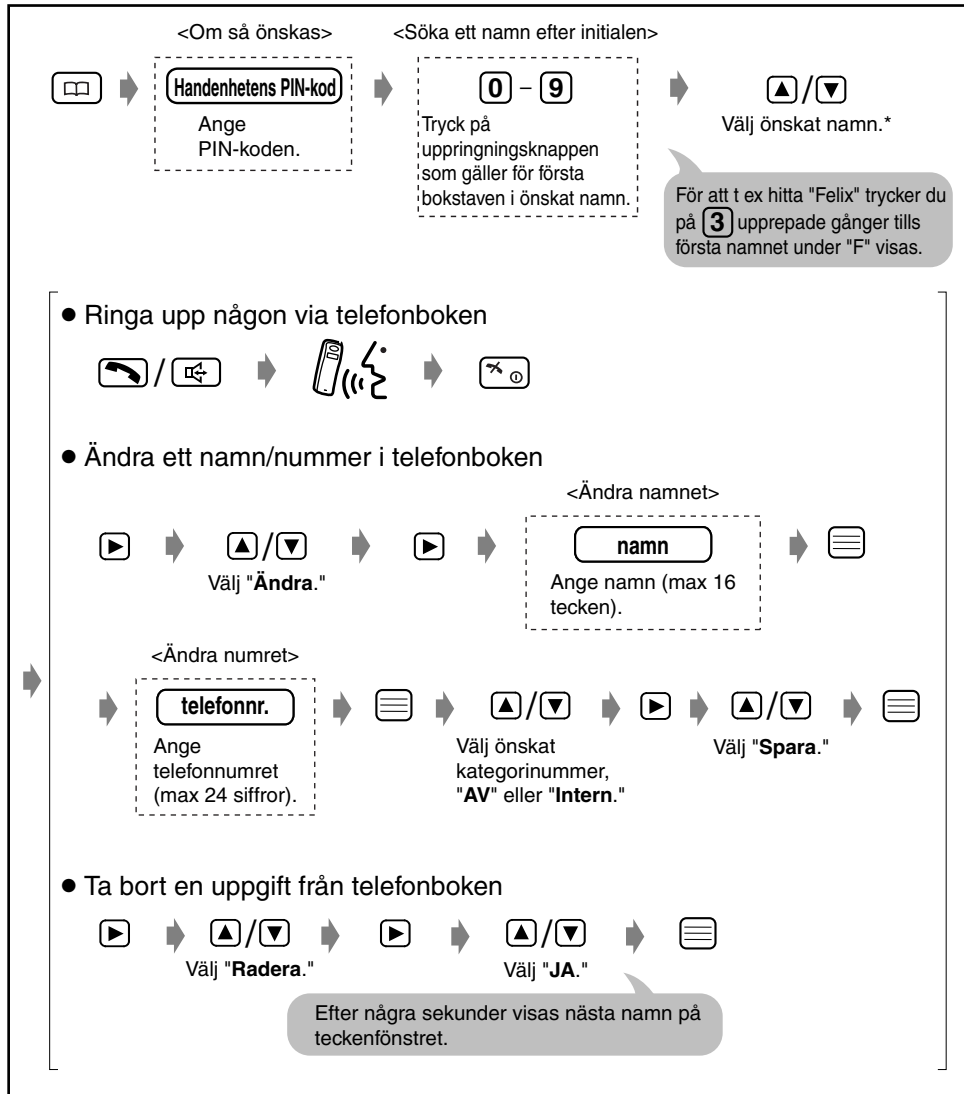 <Om så önskas>
<Söka ett namn efter initialen>
Handenhetens PIN-kod
0 – 9
/
Ange
PIN-koden.
Tryck på
uppringningsknappen
som gäller för första
bokstaven i önskat namn.
Välj önskat namn.*
För att t ex hitta "Felix" trycker du
på 3 upprepade gånger tills
första namnet under "F" visas.
● Ringa upp någon via telefonboken
/
● Ändra ett namn/nummer i telefonboken
<Ändra namnet>
/
namn
Välj "Ändra."
Ange namn (max 16
tecken).
<Ändra numret>
telefonnr.
/
/
Ange
telefonnumret
(max 24 siffror).
Välj önskat
kategorinummer,
"AV" eller "Intern."
Välj "Spara."
● Ta bort en uppgift från telefonboken
/
/
Välj "Radera."
Välj "JA."
Efter några sekunder visas nästa namn på
teckenfönstret.